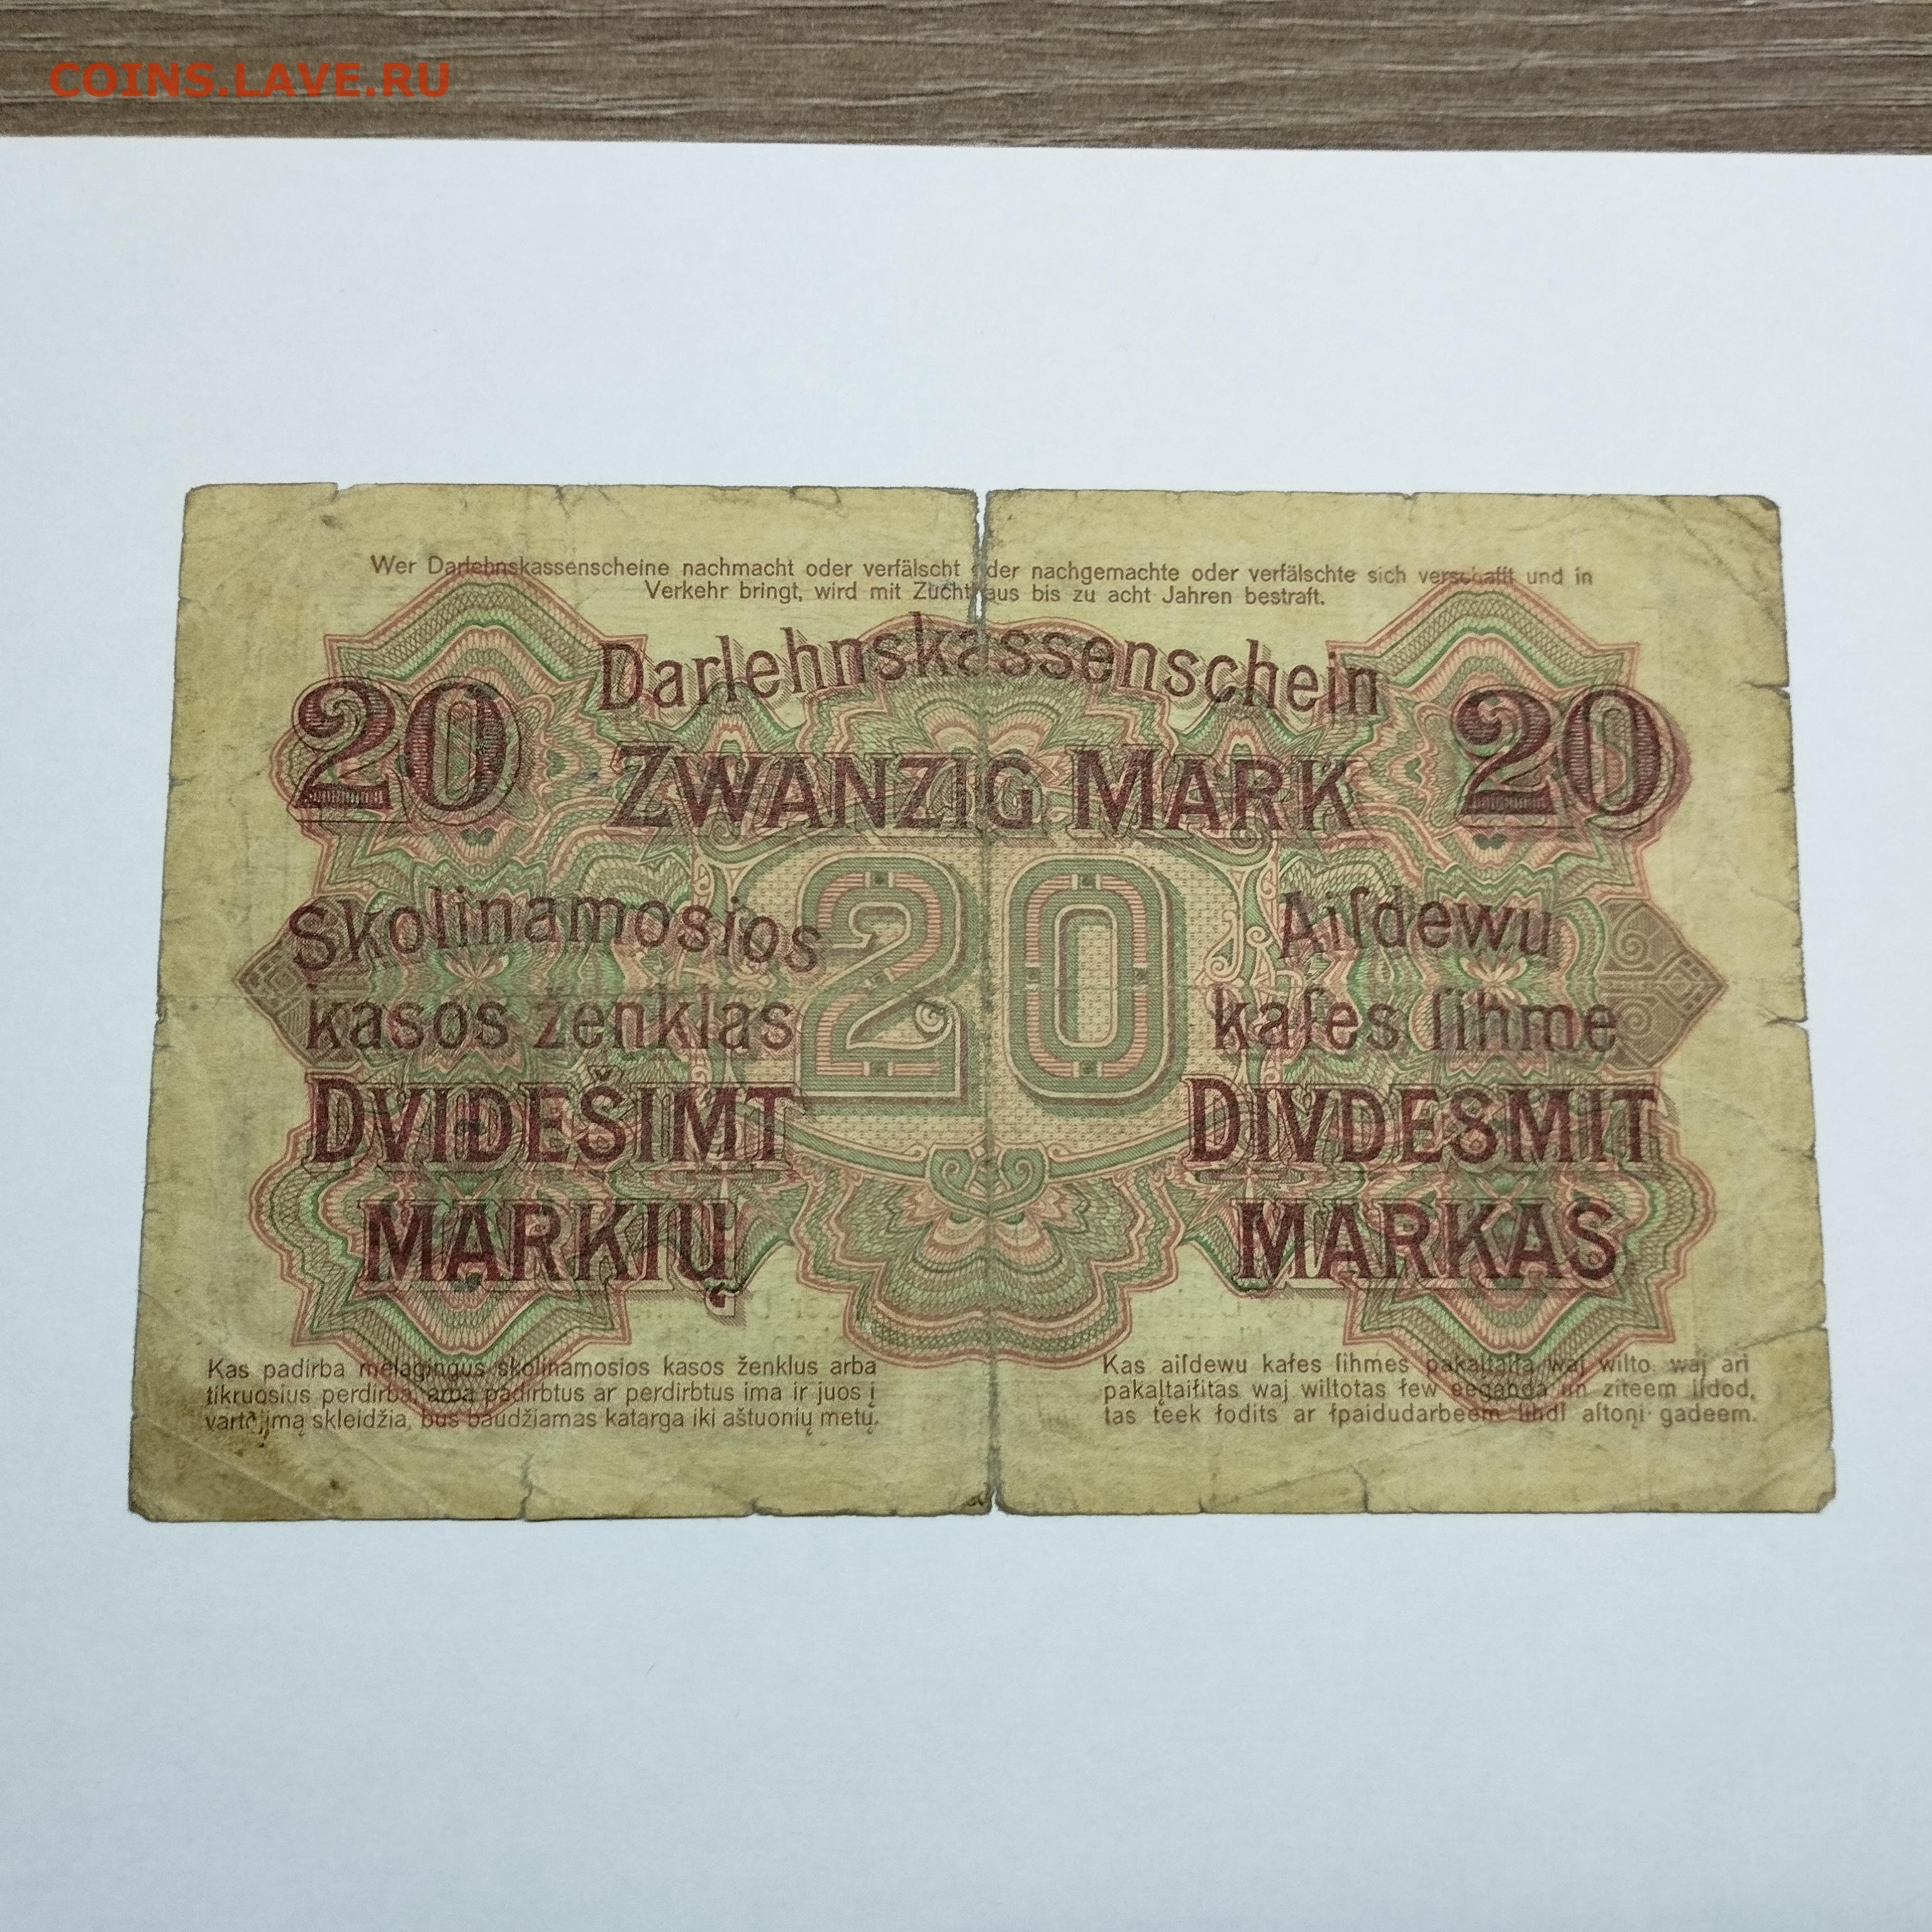 COINS.LAVE.RU
Wer Darlehnskassenscheine nachmacht oder verfälscht oder nachgemachte oder verfälschte sich verschafft und in
Verkehr bringt, wird mit Zuchthaus bis zu acht Jahren bestraft.
Darlehnskassenschein
20 ZWANZIG MARK 20
20
Skolinamosios
kasos ženklas
DVIDEŠIMT
MARKIŲ
Aiſdewu
kaſes ſihme
DIVDESMIT
MARKAS
Kas padirba melagingus skolinamosios kasos ženklus arba
tikruosius perdirba, arba padirbtus ar perdirbtus ima ir juos į
vartojimą skleidžia, bus baudžiamas katarga iki aštuonių metų.
Kas aiſdewu kaſes ſihmes pakaļtaiſa waj wilto waj ari
pakaļtaiſitas waj wiltotas ſew eeganda un ziteem iſdod,
tas teek ſodits ar ſpaidudarbeem lihdſ aſtoņi gadeem.